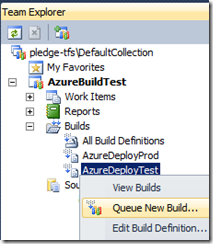 Team Explorer
pledge-tfs\DefaultCollection
My Favorites
AzureBuildTest
Work Items
Reports
Builds
All Build Definitions
AzureDeployProd
AzureDeployTest
Sou
View Builds
Queue New Build...
Edit Build Definition...